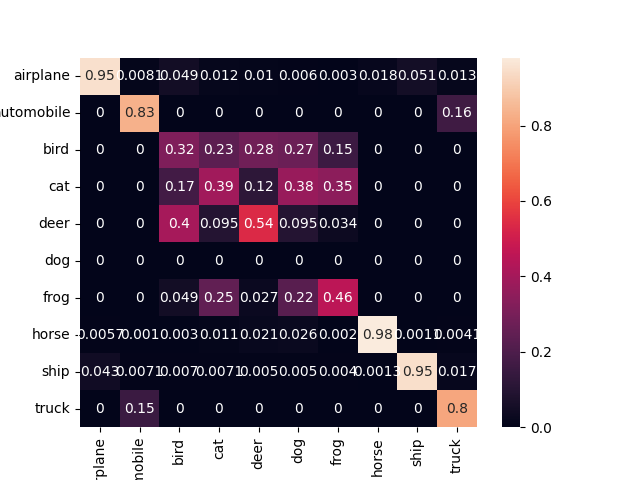 airplane 0.95 0.0081 0.049 0.012 0.01 0.006 0.003 0.018 0.051 0.013
utomobile 0 0.83 0 0 0 0 0 0 0 0.16
0.8
bird 0 0 0.32 0.23 0.28 0.27 0.15 0 0 0
cat 0 0 0.17 0.39 0.12 0.38 0.35 0 0 0
0.6
deer 0 0 0.4 0.095 0.54 0.095 0.034 0 0 0
dog 0 0 0 0 0 0 0 0 0 0
0.4
frog 0 0 0.049 0.25 0.027 0.22 0.46 0 0 0
horse 0.0057 0.001 0.003 0.011 0.021 0.026 0.002 0.98 0.0011 0.0041
0.2
ship 0.043 0.0071 0.007 0.0071 0.005 0.005 0.004 0.0013 0.95 0.017
truck 0 0.15 0 0 0 0 0 0 0 0.8
0.0
rplane mobile bird cat deer dog frog horse ship truck